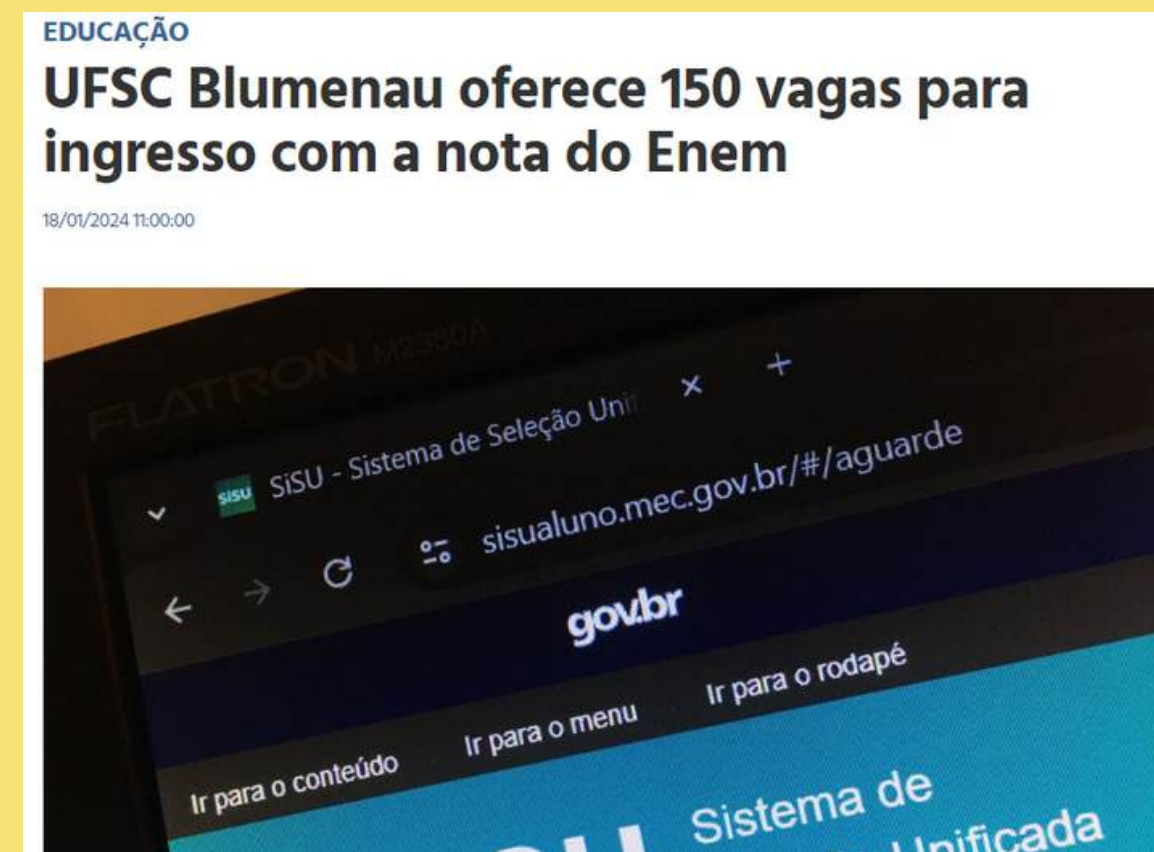 EDUCAÇÃO
UFSC Blumenau oferece 150 vagas para
ingresso com a nota do Enem
18/01/2024 11:00:00
FLATRON M2380A
sisu SiSU - Sistema de Seleção Uni
sisualuno.mec.gov.br/#/aguarde
gov.br
Ir para o conteúdo Ir para o menu Ir para o rodapé
Sistema de
Unificada